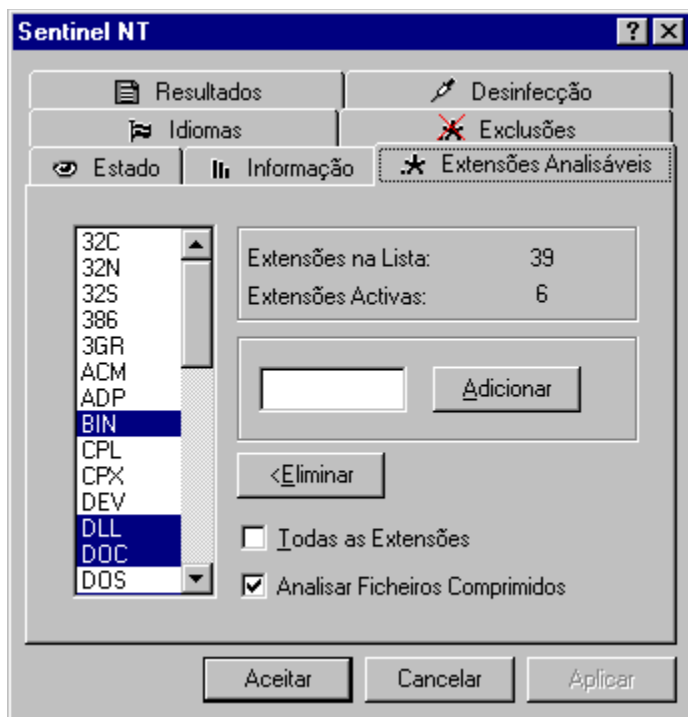 Sentinel NT
Resultados
Desinfecção
Idiomas
Exclusões
Estado
Informação
Extensões Analisáveis
32C
32N
32S
386
3GR
ACM
ADP
BIN
CPL
CPX
DEV
DLL
DOC
DOS
Extensões na Lista: 39
Extensões Activas: 6
Adicionar
<Eliminar
Todas as Extensões
Analisar Ficheiros Comprimidos
Aceitar
Cancelar
Aplicar